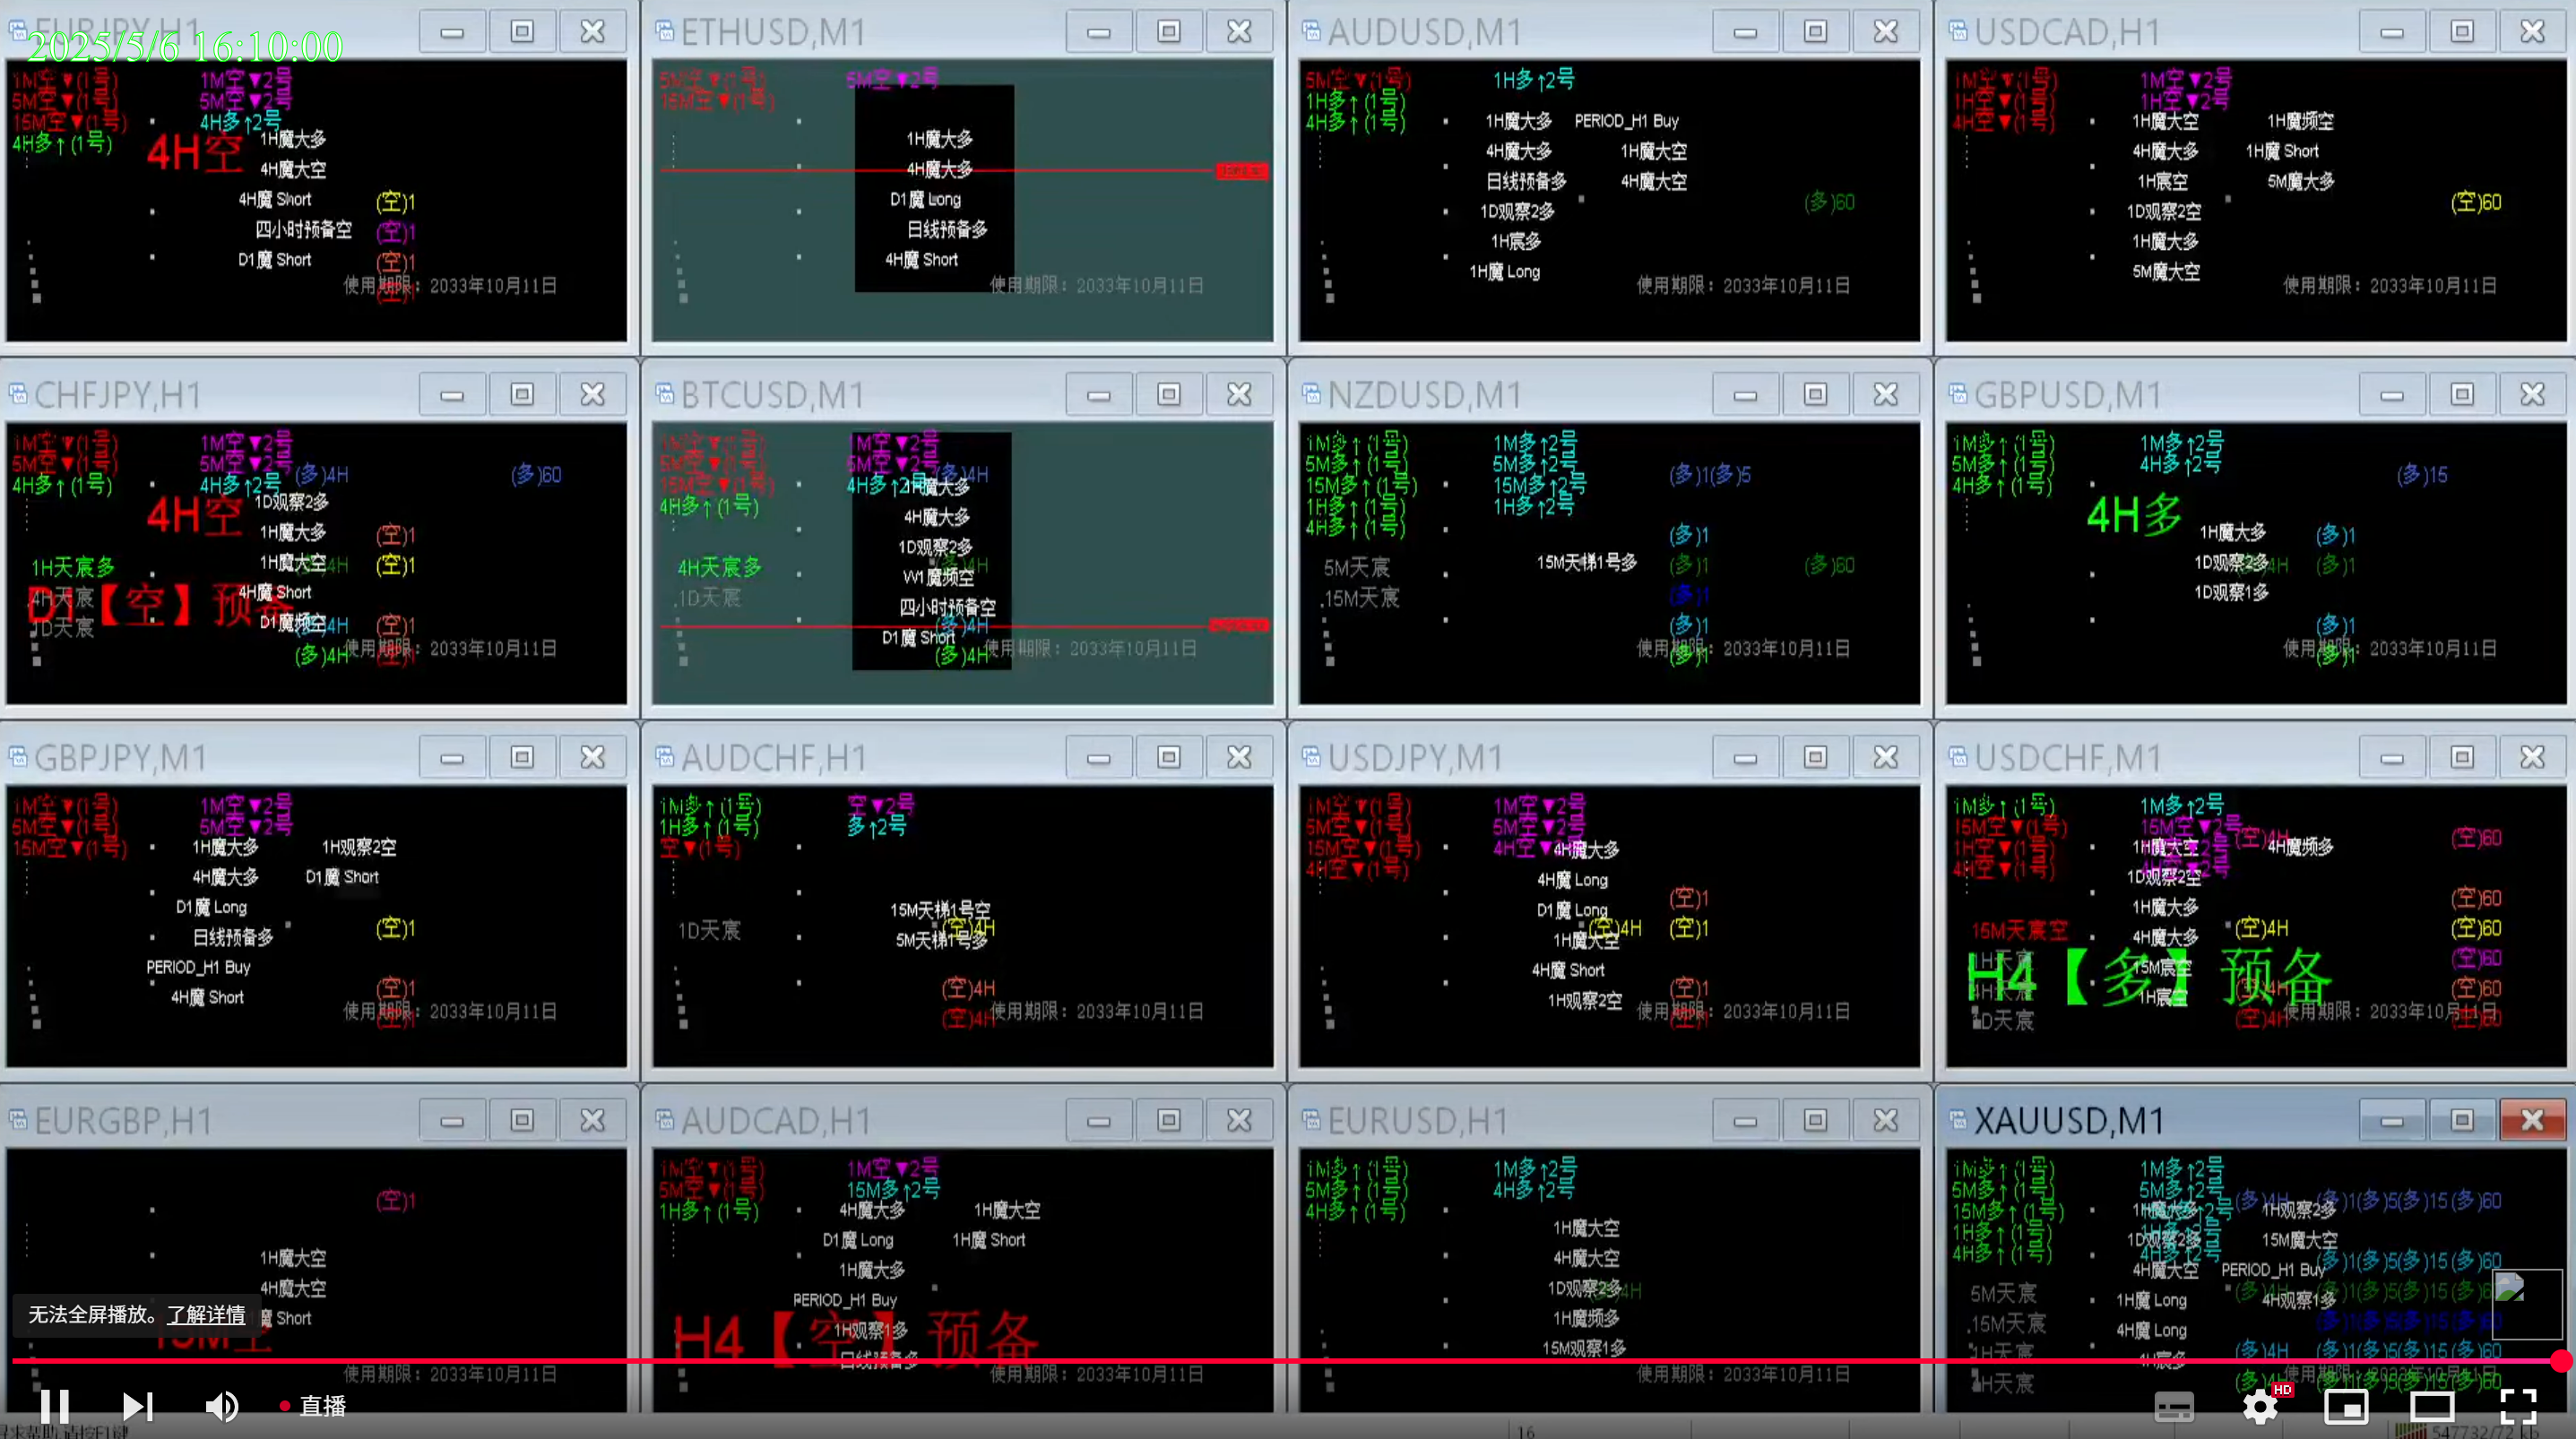 EURJPY,H1
2025/5/6 16:10:00
1M空▼(1号) 1M空▼2号
5M空▼(1号) 5M空▼2号
15M空▼(1号) 4H多↑2号
4H多↑(1号) 4H空 1H魔大多
4H魔大空
4H魔 Short (空)1
四小时预备空 (空)1
D1魔 Short (空)1
使用期限：2033年10月11日
ETHUSD,M1
5M空▼(1号) 5M空▼2号
15M空▼(1号)
1H魔大多
4H魔大多
D1魔 Long
日线预备多
4H魔 Short
使用期限：2033年10月11日
AUDUSD,M1
5M空▼(1号) 1H多↑2号
1H多↑(1号)
4H多↑(1号) 1H魔大多 PERIOD_H1 Buy
4H魔大多 1H魔大空
日线预备多 4H魔大空
1D观察2多 (多)60
1H宸多
1H魔 Long
使用期限：2033年10月11日
USDCAD,H1
1M空▼(1号) 1M空▼2号
1H空▼(1号) 1H空▼2号
4H空▼(1号) 1H魔大空 1H魔频空
4H魔大多 1H魔 Short
1H宸空 5M魔大多
1D观察2空 (空)60
1H魔大多
5M魔大空
使用期限：2033年10月11日
CHFJPY,H1
1M空▼(1号) 1M空▼2号
5M空▼(1号) 5M空▼2号 (多)4H (多)60
4H多↑(1号) 4H多↑2号
4H空 1D观察2多
1H魔大多 (空)1
1H天宸多 1H魔大空 4H (空)1
4H天宸 4H魔 Short
D1【空】预备
1D天宸 D1魔频空 4H (空)1
(多)4H
使用期限：2033年10月11日
BTCUSD,M1
1M空▼(1号) 1M空▼2号
5M空▼(1号) 5M空▼2号 (多)4H
15M空▼(1号) 4H多↑2号 1H魔大多
4H多↑(1号) 4H魔大多
1D观察2多
4H天宸多 W1魔频空
1D天宸 四小时预备空
D1魔 Short (多)4H
(多)4H
使用期限：2033年10月11日
NZDUSD,M1
1M多↑(1号) 1M多↑2号
5M多↑(1号) 5M多↑2号 (多)1(多)5
15M多↑(1号) 15M多↑2号
1H多↑(1号) 1H多↑2号
4H多↑(1号) (多)1
5M天宸 15M天梯1号多 (多)1 (多)60
15M天宸 (多)1
(多)1
(多)1
使用期限：2033年10月11日
GBPUSD,M1
1M多↑(1号) 1M多↑2号
5M多↑(1号) 4H多↑2号 (多)15
4H多↑(1号)
4H多
1H魔大多 (多)1
1D观察2多 4H (多)1
1D观察1多
(多)1
(多)1
使用期限：2033年10月11日
GBPJPY,M1
1M空▼(1号) 1M空▼2号
5M空▼(1号) 5M空▼2号
15M空▼(1号) 1H魔大多 1H观察2空
4H魔大多 D1魔 Short
D1魔 Long (空)1
日线预备多
PERIOD_H1 Buy
4H魔 Short (空)1
使用期限：2033年10月11日
AUDCHF,H1
1M多↑(1号) 空▼2号
1H多↑(1号) 多↑2号
空▼(1号)
15M天梯1号空
1D天宸 (空)4H
5M天梯1号多
(空)4H
(空)4H
使用期限：2033年10月11日
USDJPY,M1
1M空▼(1号) 1M空▼2号
5M空▼(1号) 5M空▼2号
15M空▼(1号) 4H空▼ 4H魔大多
4H空▼(1号) 4H魔 Long
D1魔 Long (空)1
(空)4H (空)1
1H魔大空
4H魔 Short
1H观察2空 (空)1
使用期限：2033年10月11日
USDCHF,M1
1M多↑(1号) 1M多↑2号
15M空▼(1号) 15M空▼2号 (空)4H (空)60
1H空▼(1号) 1H魔大空 4H魔频多
4H空▼(1号) 1D观察2空
1H魔大多 (空)60
15M天宸空 4H魔大多 (空)4H (空)60
1H天宸 15M宸空 (空)60
H4【多】预备
4H天宸 1H宸空 (空)4H (空)60
1D天宸 (空)4H (空)60
使用期限：2033年10月11日
EURGBP,H1
(空)1
1H魔大空
4H魔大空
魔 Short
15M空
使用期限：2033年10月11日
AUDCAD,H1
1M空▼(1号) 1M空▼2号
5M空▼(1号) 15M多↑2号
1H多↑(1号) 4H魔大多 1H魔大空
D1魔 Long 1H魔 Short
1H魔大多
PERIOD_H1 Buy
1H观察1多
H4【空】预备
日线预备多
使用期限：2033年10月11日
EURUSD,H1
1M多↑(1号) 1M多↑2号
5M多↑(1号) 4H多↑2号
4H多↑(1号) 1H魔大空
4H魔大空
1D观察2多 4H
1H魔频多
15M观察1多
使用期限：2033年10月11日
XAUUSD,M1
1M多↑(1号) 1M多↑2号
5M多↑(1号) 5M多↑2号 (多)4H (多)1(多)5(多)15(多)60
15M多↑(1号) 1H魔大多 1H观察2多
1H多↑(1号) 1D观察2多 15M魔大空
4H多↑(1号) 4H多↑2号 (多)1(多)5(多)15(多)60
4H魔大空 PERIOD_H1 Buy
5M天宸 1H魔 Long 4H观察1多
15M天宸 4H魔 Long
1H天宸 (多)4H (多)1(多)5(多)15(多)60
4H天宸
无法全屏播放。了解详情
直播
HD
16